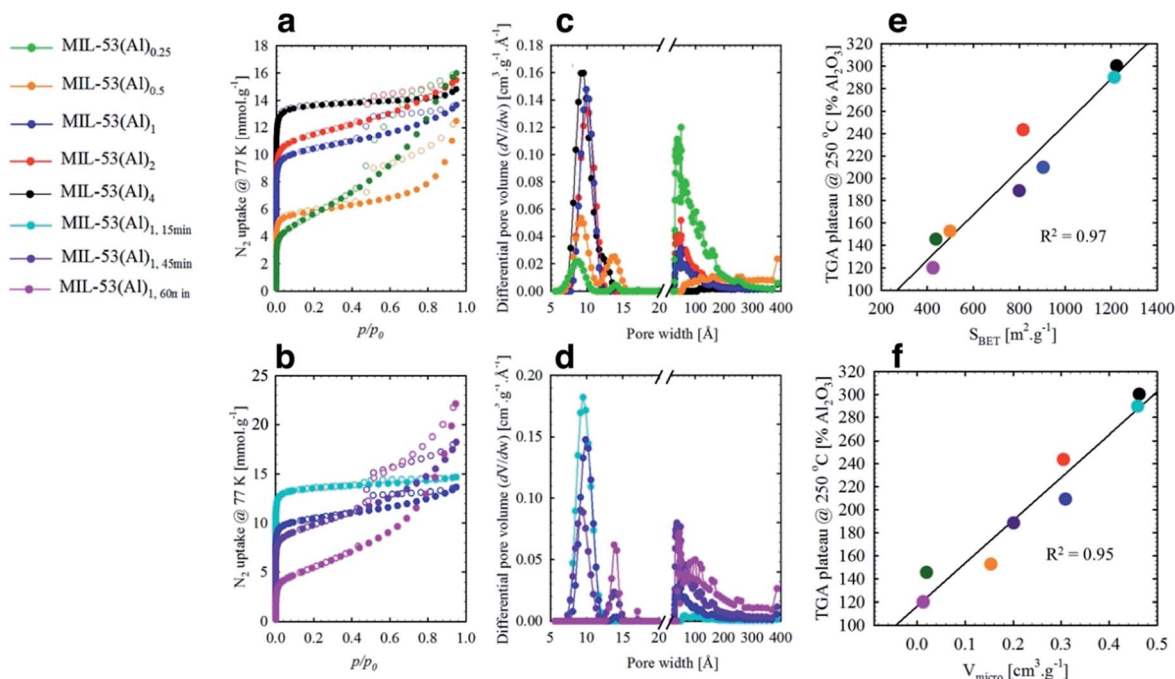 MIL-53(Al)0.25
MIL-53(Al)0.5
MIL-53(Al)1
MIL-53(Al)2
MIL-53(Al)4
MIL-53(Al)1, 15min
MIL-53(Al)1, 45min
MIL-53(Al)1, 60min
a
N2 uptake @ 77 K [mmol.g-1]
18
16
14
12
10
8
6
4
2
0
0.0 0.2 0.4 0.6 0.8 1.0
p/p0
c
Differential pore volume (dV/dw) [cm3.g-1.Å-1]
0.18
0.16
0.14
0.12
0.10
0.08
0.06
0.04
0.02
0.00
5 10 15 20 100 200 300 400
Pore width [Å]
e
TGA plateau @ 250 °C [% Al2O3]
320
300
280
260
240
220
200
180
160
140
120
100
R2 = 0.97
200 400 600 800 1000 1200 1400
SBET [m2.g-1]
b
N2 uptake @ 77 K [mmol.g-1]
25
20
15
10
5
0
0.0 0.2 0.4 0.6 0.8 1.0
p/p0
d
Differential pore volume (dV/dw) [cm3.g-1.Å-1]
0.20
0.15
0.10
0.05
0.00
5 10 15 20 100 200 300 400
Pore width [Å]
f
TGA plateau @ 250 °C [% Al2O3]
320
300
280
260
240
220
200
180
160
140
120
100
R2 = 0.95
0.0 0.1 0.2 0.3 0.4 0.5
Vmicro [cm3.g-1]